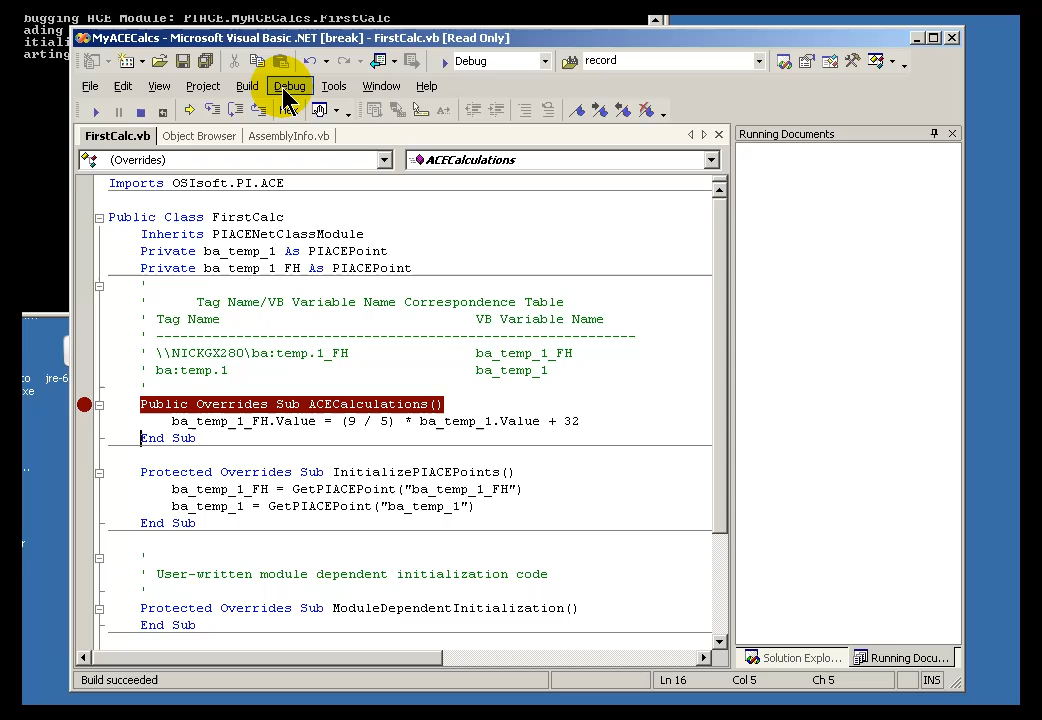 bugging ACE Module: PIACE.MyACECalcs.FirstCalc
ading
itiali
arting
MyACECalcs - Microsoft Visual Basic .NET [break] - FirstCalc.vb [Read Only]
Debug
record
File Edit View Project Build Debug Tools Window Help
Hex
FirstCalc.vb Object Browser AssemblyInfo.vb
Running Documents
(Overrides)
ACECalculations
Imports OSIsoft.PI.ACE
Public Class FirstCalc
Inherits PIACENetClassModule
Private ba_temp_1 As PIACEPoint
Private ba_temp_1_FH As PIACEPoint
'
' Tag Name/VB Variable Name Correspondence Table
' Tag Name VB Variable Name
' ------------------------------------------------------------
' \\NICKGX280\ba:temp.1_FH ba_temp_1_FH
' ba:temp.1 ba_temp_1
'
Public Overrides Sub ACECalculations()
ba_temp_1_FH.Value = (9 / 5) * ba_temp_1.Value + 32
End Sub
Protected Overrides Sub InitializePIACEPoints()
ba_temp_1_FH = GetPIACEPoint("ba_temp_1_FH")
ba_temp_1 = GetPIACEPoint("ba_temp_1")
End Sub
'
' User-written module dependent initialization code
'
Protected Overrides Sub ModuleDependentInitialization()
End Sub
to jre-6
xe
Solution Explo... Running Docu...
Build succeeded
Ln 16 Col 5 Ch 5 INS